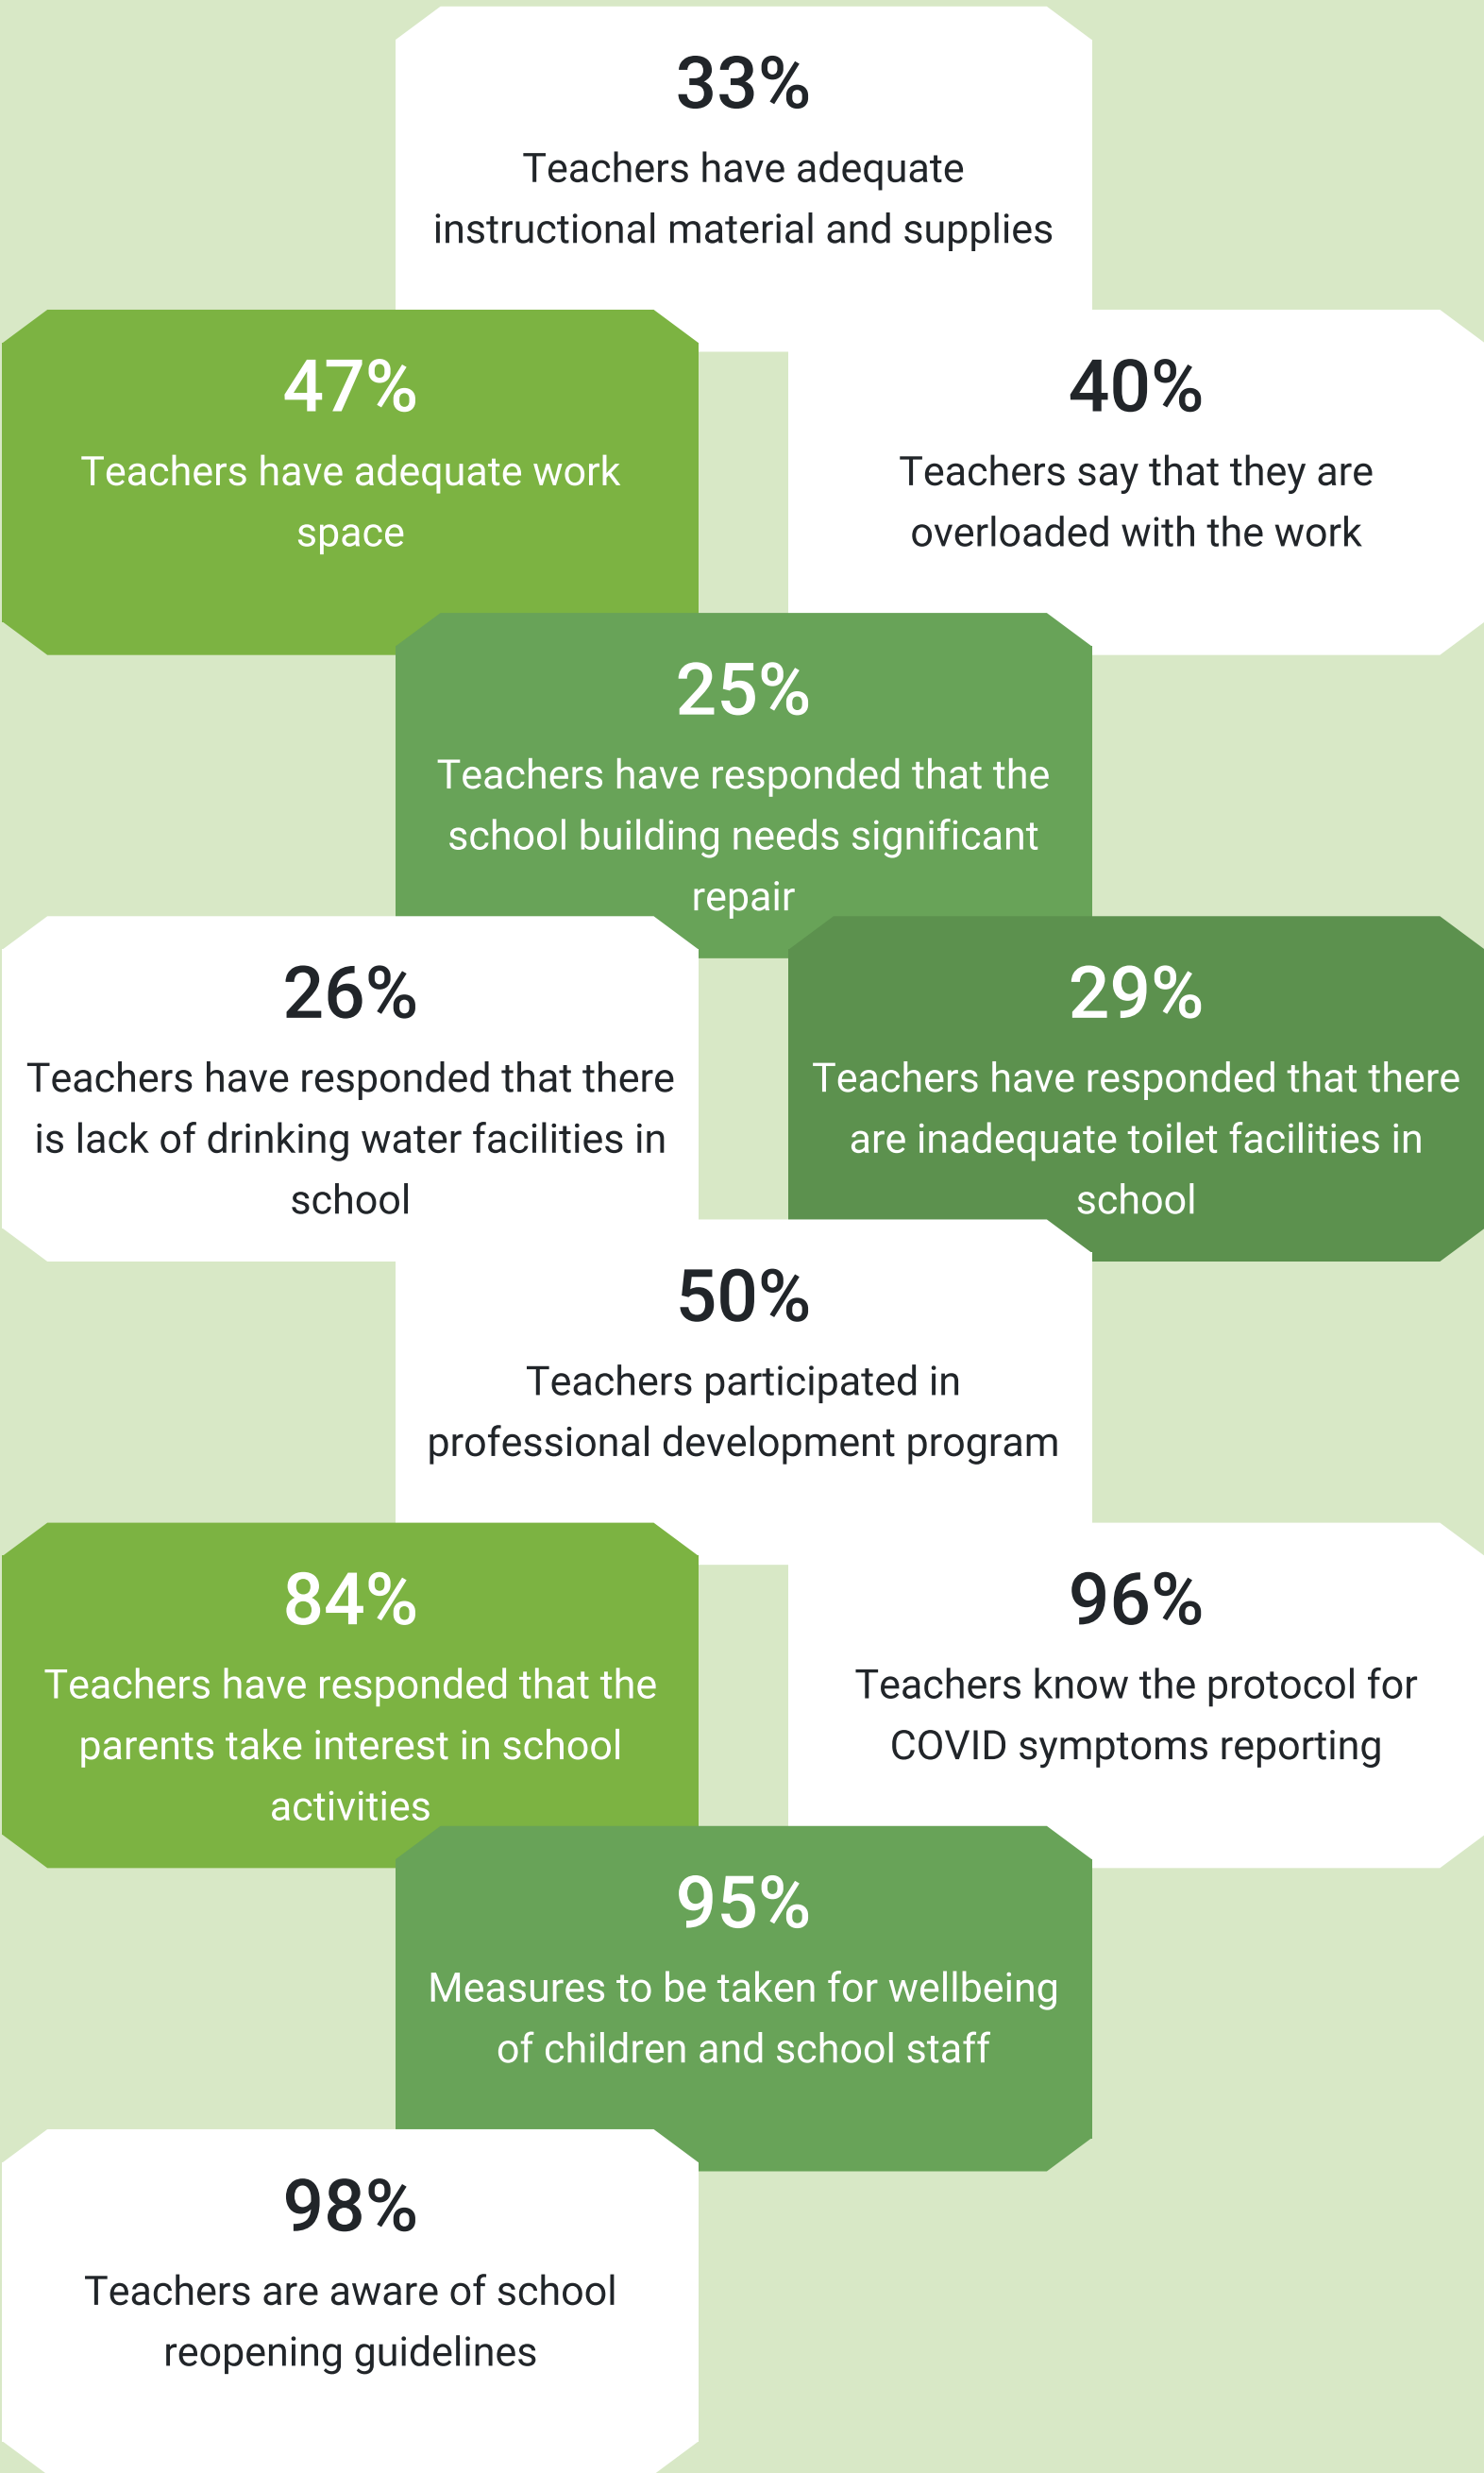 33%
Teachers have adequate
instructional material and supplies
47%
Teachers have adequate work
space
40%
Teachers say that they are
overloaded with the work
25%
Teachers have responded that the
school building needs significant
repair
26%
Teachers have responded that there
is lack of drinking water facilities in
school
29%
Teachers have responded that there
are inadequate toilet facilities in
school
50%
Teachers participated in
professional development program
84%
Teachers have responded that the
parents take interest in school
activities
96%
Teachers know the protocol for
COVID symptoms reporting
95%
Measures to be taken for wellbeing
of children and school staff
98%
Teachers are aware of school
reopening guidelines